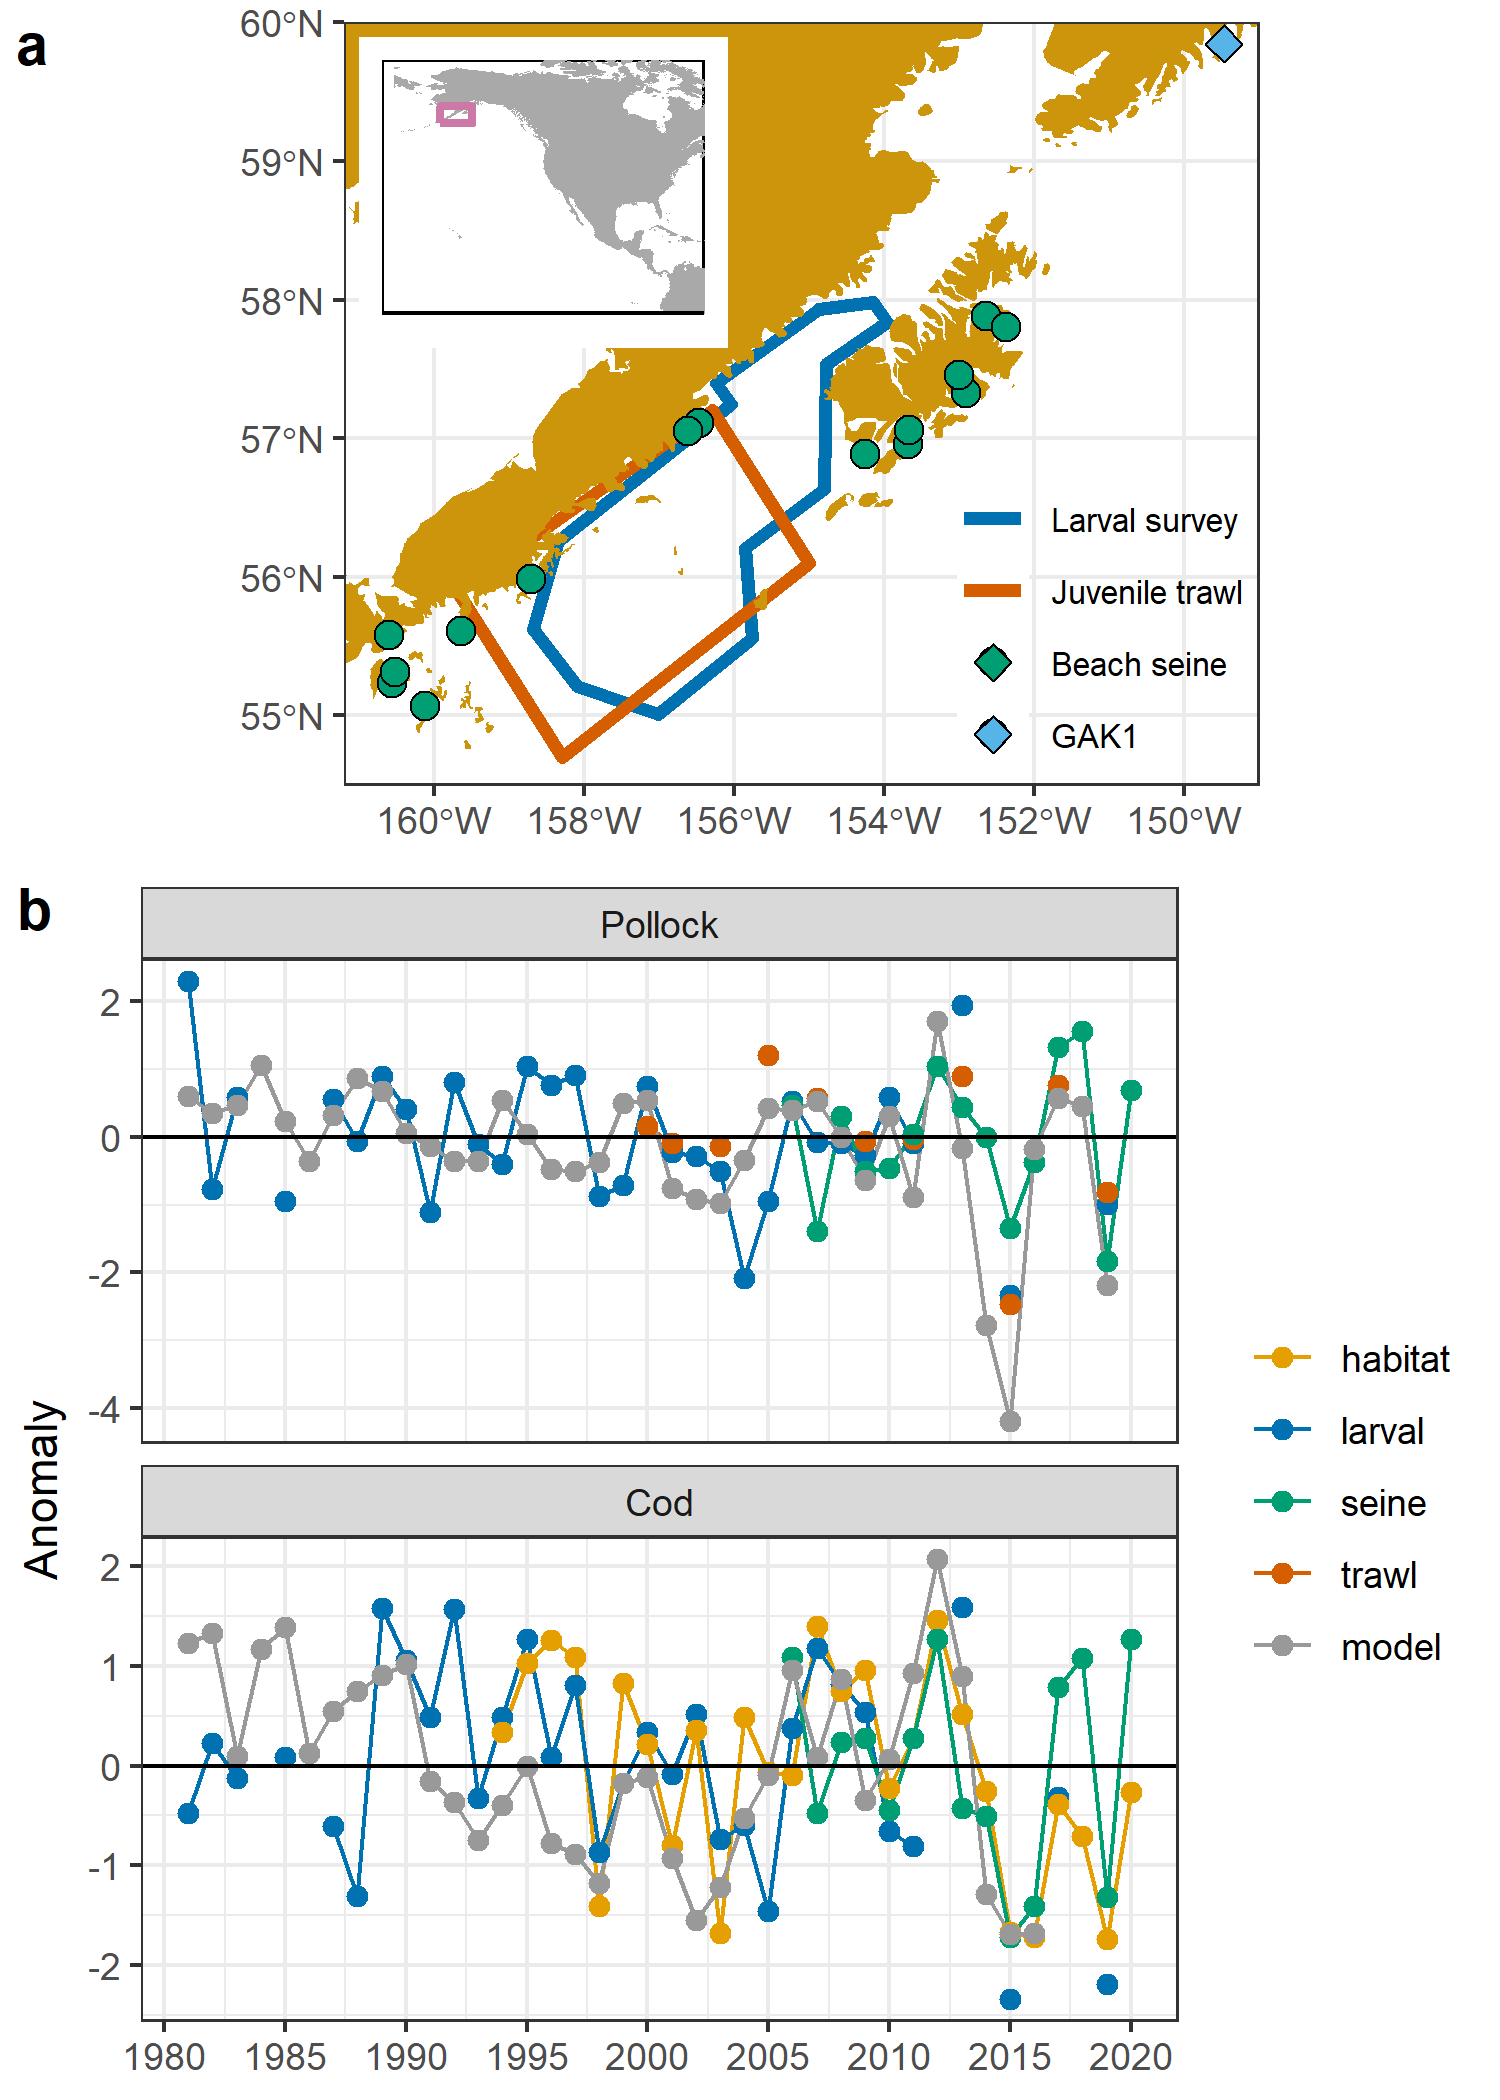 a
60°N
59°N
58°N
57°N
56°N
55°N
160°W 158°W 156°W 154°W 152°W 150°W
Larval survey
Juvenile trawl
Beach seine
GAK1
b
Pollock
2
0
-2
-4
Anomaly
Cod
2
1
0
-1
-2
1980 1985 1990 1995 2000 2005 2010 2015 2020
habitat
larval
seine
trawl
model